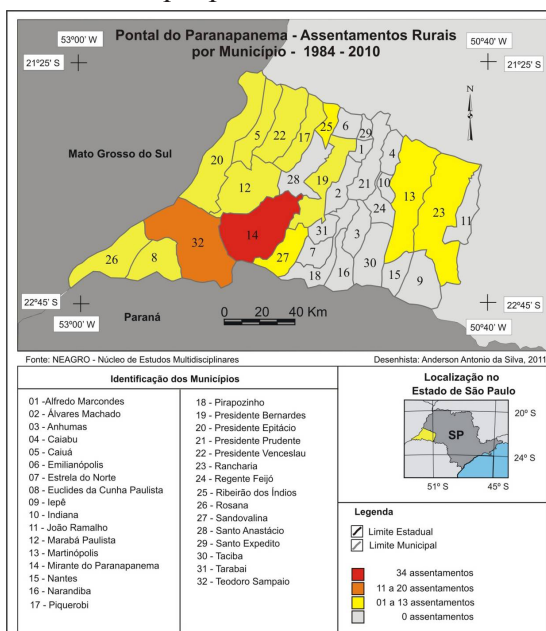 Pontal do Paranapanema - Assentamentos Rurais
por Município - 1984 - 2010
53°00' W
50°40' W
21°25' S
21°25' S
N
Mato Grosso do Sul
Paraná
20
5
22
17
25
6
29
1
4
12
28
19
2
21
10
24
13
23
11
14
32
26
8
27
31
7
3
18
16
30
15
9
0 20 40 Km
22°45' S
22°45' S
53°00' W
50°40' W
Fonte: NEAGRO - Núcleo de Estudos Multidisciplinares
Desenhista: Anderson Antonio da Silva, 2011
Identificação dos Municípios
01 -Alfredo Marcondes
02 - Álvares Machado
03 - Anhumas
04 - Caiabu
05 - Caiuá
06 - Emilianópolis
07 - Estrela do Norte
08 - Euclides da Cunha Paulista
09 - Iepê
10 - Indiana
11 - João Ramalho
12 - Marabá Paulista
13 - Martinópolis
14 - Mirante do Paranapanema
15 - Nantes
16 - Narandiba
17 - Piquerobi
18 - Pirapozinho
19 - Presidente Bernardes
20 - Presidente Epitácio
21 - Presidente Prudente
22 - Presidente Venceslau
23 - Rancharia
24 - Regente Feijó
25 - Ribeirão dos Índios
26 - Rosana
27 - Sandovalina
28 - Santo Anastácio
29 - Santo Expedito
30 - Taciba
31 - Tarabai
32 - Teodoro Sampaio
Localização no
Estado de São Paulo
20° S
SP
24° S
51° S
45° S
Legenda
Limite Estadual
Limite Municipal
34 assentamentos
11 a 20 assentamentos
01 a 13 assentamentos
0 assentamentos